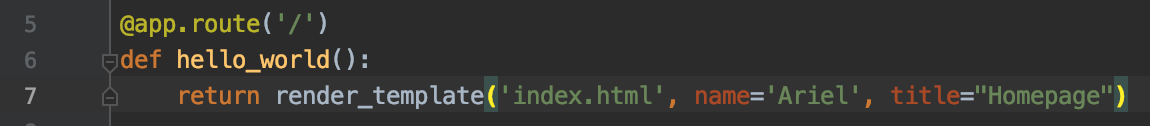 5 @app.route('/')
6 def hello_world():
7     return render_template('index.html', name='Ariel', title="Homepage")